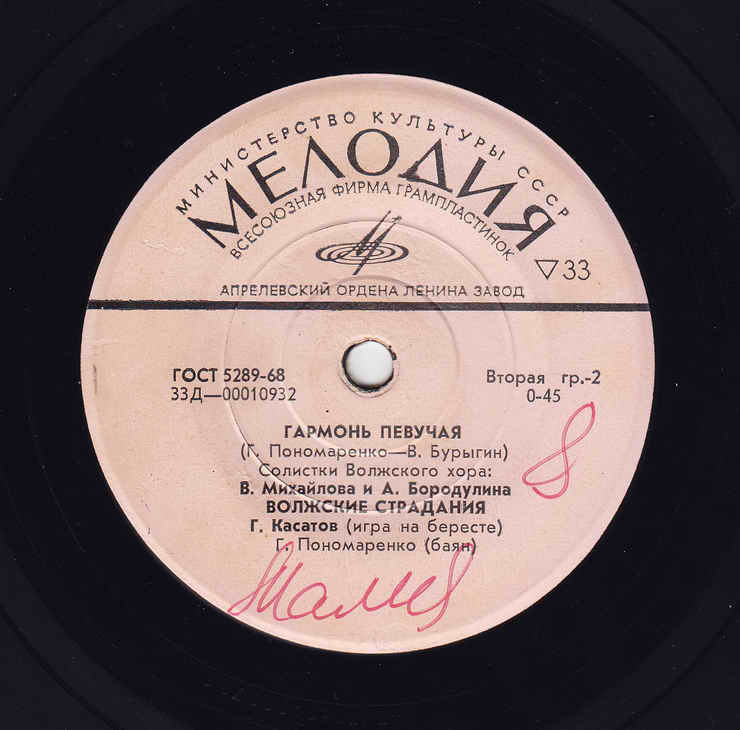 МИНИСТЕРСТВО КУЛЬТУРЫ СССР
МЕЛОДИЯ
ВСЕСОЮЗНАЯ ФИРМА ГРАМПЛАСТИНОК
▽33
АПРЕЛЕВСКИЙ ОРДЕНА ЛЕНИНА ЗАВОД
ГОСТ 5289-68
33Д—00010932
Вторая гр.-2
0-45
ГАРМОНЬ ПЕВУЧАЯ
(Г. Пономаренко—В. Бурыгин)
Солистки Волжского хора:
В. Михайлова и А. Бородулина
ВОЛЖСКИЕ СТРАДАНИЯ
Г. Касатов (игра на бересте)
Г. Пономаренко (баян)
8